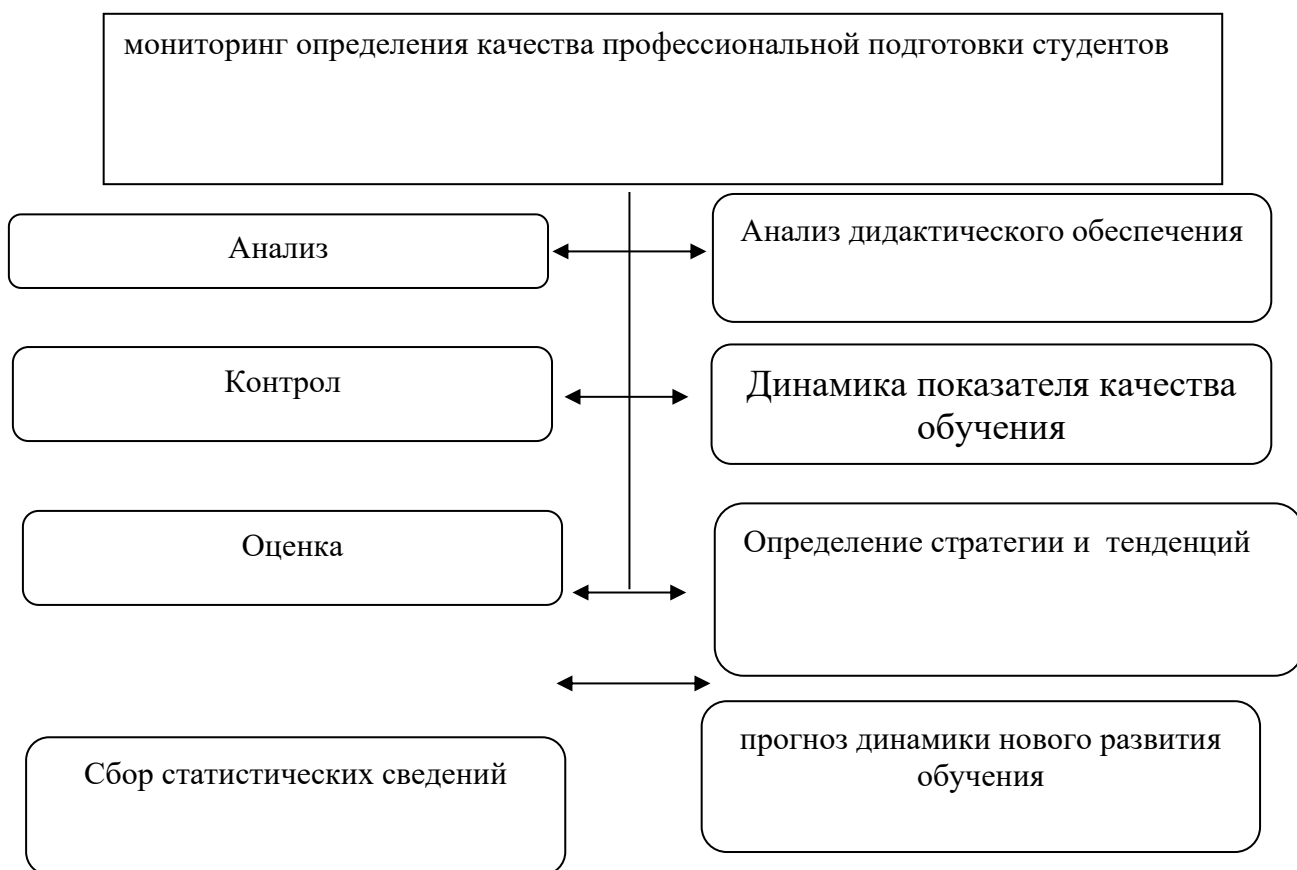 мониторинг определения качества профессиональной подготовки студентов
Анализ
Анализ дидактического обеспечения
Контрол
Динамика показателя качества
обучения
Оценка
Определение стратегии и тенденций
Сбор статистических сведений
прогноз динамики нового развития
обучения